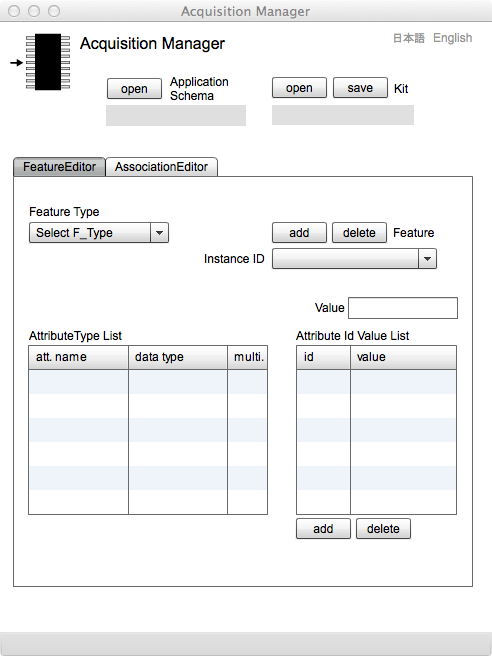 Acquisition Manager
Acquisition Manager
日本語 English
open Application Schema
open save Kit
FeatureEditor AssociationEditor
Feature Type
Select F_Type
add delete Feature
Instance ID
Value
AttributeType List
att. name data type multi.
Attribute Id Value List
id value
add delete